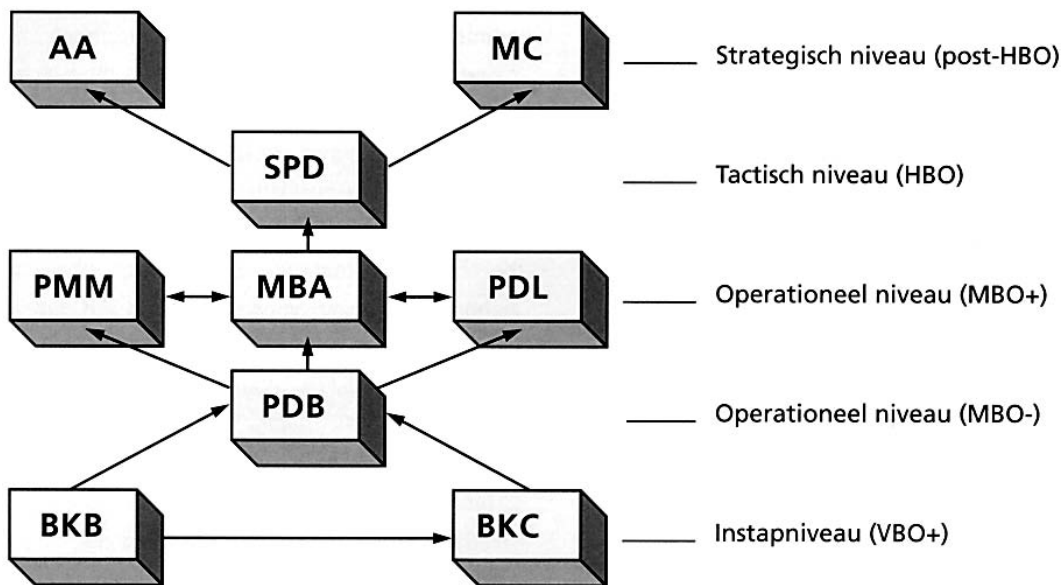 AA MC Strategisch niveau (post-HBO)
SPD Tactisch niveau (HBO)
PMM MBA PDL Operationeel niveau (MBO+)
PDB Operationeel niveau (MBO-)
BKB BKC Instapniveau (VBO+)